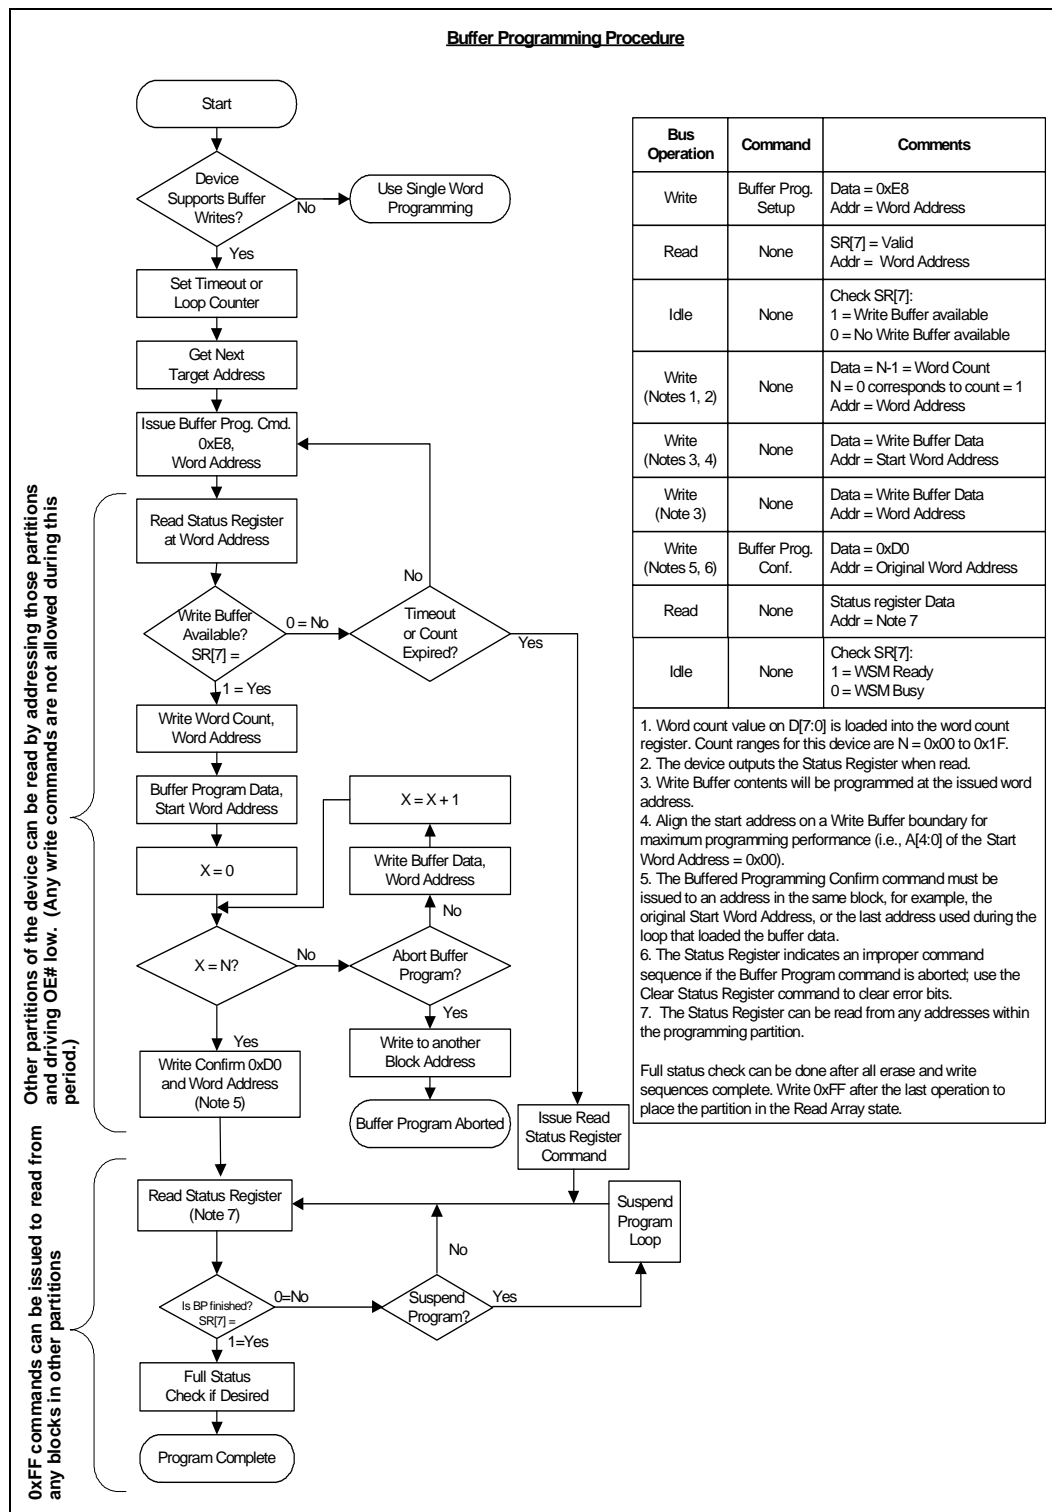 Buffer Programming Procedure
Start
Device
Supports Buffer
Writes?
No
Use Single Word
Programming
Yes
Set Timeout or
Loop Counter
Get Next
Target Address
Issue Buffer Prog. Cmd.
0xE8,
Word Address
Read Status Register
at Word Address
No
Write Buffer
Available?
SR[7] =
0 = No
Timeout
or Count
Expired?
Yes
1 = Yes
Write Word Count,
Word Address
Buffer Program Data,
Start Word Address
X = X + 1
X = 0
Write Buffer Data,
Word Address
No
X = N?
No
Abort Buffer
Program?
Yes
Yes
Write to another
Block Address
Write Confirm 0xD0
and Word Address
(Note 5)
Buffer Program Aborted
Issue Read
Status Register
Command
Read Status Register
(Note 7)
Suspend
Program
Loop
No
Is BP finished?
SR[7] =
0=No
Suspend
Program?
Yes
1=Yes
Full Status
Check if Desired
Program Complete
Other partitions of the device can be read by addressing those partitions
and driving OE# low. (Any write commands are not allowed during this
period.)
0xFF commands can be issued to read from
any blocks in other partitions
Bus
Operation
Command
Comments
Write
Buffer Prog.
Setup
Data = 0xE8
Addr = Word Address
Read
None
SR[7] = Valid
Addr = Word Address
Idle
None
Check SR[7]:
1 = Write Buffer available
0 = No Write Buffer available
Write
(Notes 1, 2)
None
Data = N-1 = Word Count
N = 0 corresponds to count = 1
Addr = Word Address
Write
(Notes 3, 4)
None
Data = Write Buffer Data
Addr = Start Word Address
Write
(Note 3)
None
Data = Write Buffer Data
Addr = Word Address
Write
(Notes 5, 6)
Buffer Prog.
Conf.
Data = 0xD0
Addr = Original Word Address
Read
None
Status register Data
Addr = Note 7
Idle
None
Check SR[7]:
1 = WSM Ready
0 = WSM Busy
1. Word count value on D[7:0] is loaded into the word count
register. Count ranges for this device are N = 0x00 to 0x1F.
2. The device outputs the Status Register when read.
3. Write Buffer contents will be programmed at the issued word
address.
4. Align the start address on a Write Buffer boundary for
maximum programming performance (i.e., A[4:0] of the Start
Word Address = 0x00).
5. The Buffered Programming Confirm command must be
issued to an address in the same block, for example, the
original Start Word Address, or the last address used during the
loop that loaded the buffer data.
6. The Status Register indicates an improper command
sequence if the Buffer Program command is aborted; use the
Clear Status Register command to clear error bits.
7. The Status Register can be read from any addresses within
the programming partition.
Full status check can be done after all erase and write
sequences complete. Write 0xFF after the last operation to
place the partition in the Read Array state.